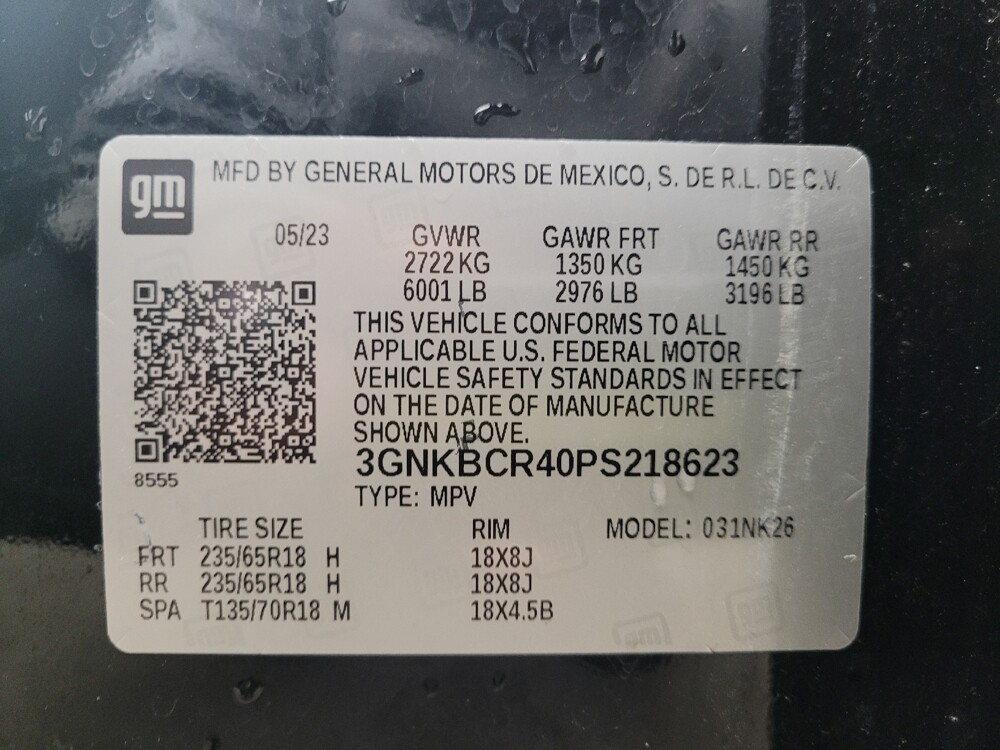 gm
MFD BY GENERAL MOTORS DE MEXICO, S. DE R.L. DE C.V.
05/23 GVWR GAWR FRT GAWR RR
2722 KG 1350 KG 1450 KG
6001 LB 2976 LB 3196 LB
THIS VEHICLE CONFORMS TO ALL
APPLICABLE U.S. FEDERAL MOTOR
VEHICLE SAFETY STANDARDS IN EFFECT
ON THE DATE OF MANUFACTURE
SHOWN ABOVE.
3GNKBCR40PS218623
8555
TYPE: MPV
TIRE SIZE RIM MODEL: 031NK26
FRT 235/65R18 H 18X8J
RR 235/65R18 H 18X8J
SPA T135/70R18 M 18X4.5B
gm